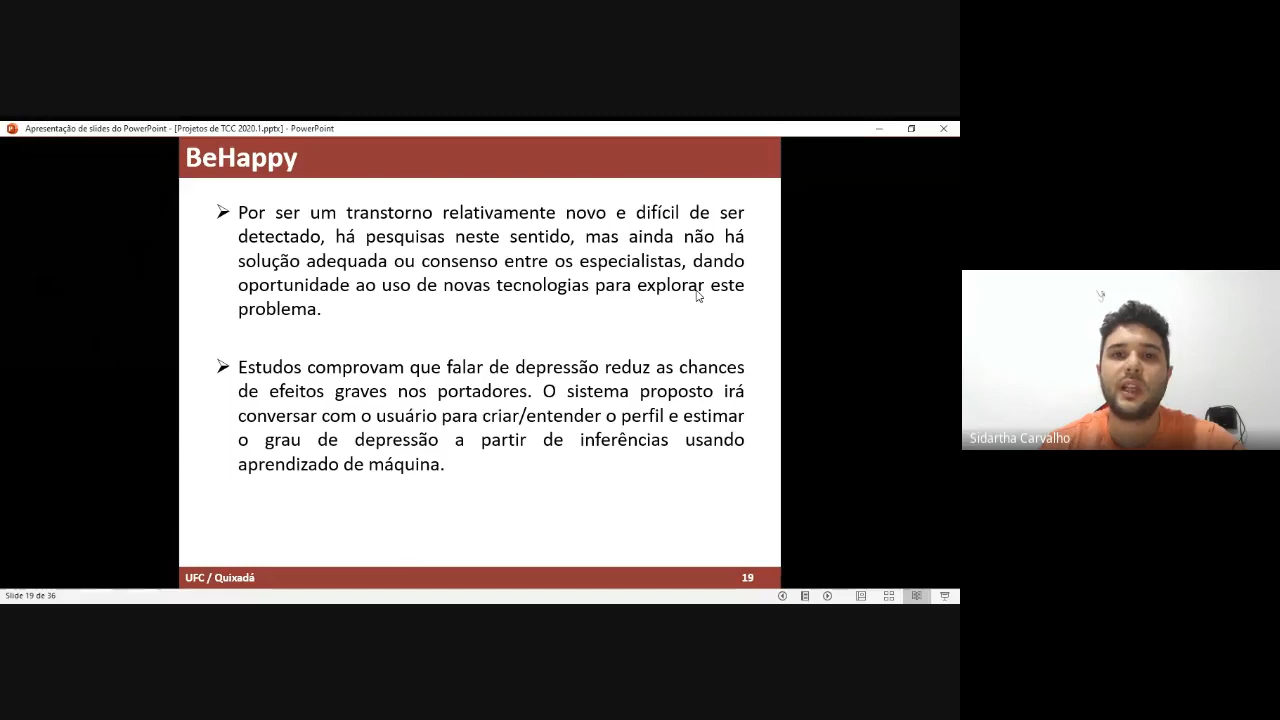 Apresentação de slides do PowerPoint - [Projetos de TCC 2020.1.pptx] - PowerPoint
BeHappy
Por ser um transtorno relativamente novo e difícil de ser
detectado, há pesquisas neste sentido, mas ainda não há
solução adequada ou consenso entre os especialistas, dando
oportunidade ao uso de novas tecnologias para explorar este
problema.
Estudos comprovam que falar de depressão reduz as chances
de efeitos graves nos portadores. O sistema proposto irá
conversar com o usuário para criar/entender o perfil e estimar
o grau de depressão a partir de inferências usando
aprendizado de máquina.
Sidartha Carvalho
UFC / Quixadá
19
Slide 19 de 36